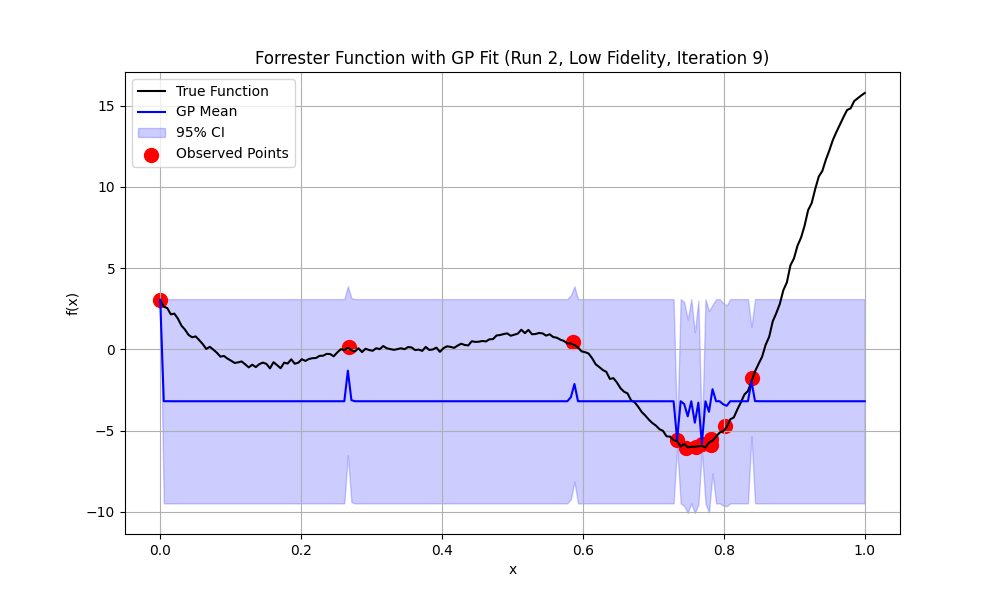 Forrester Function with GP Fit (Run 2, Low Fidelity, Iteration 9)
True Function
GP Mean
95% CI
Observed Points
f(x)
15
10
5
0
−5
−10
0.0 0.2 0.4 0.6 0.8 1.0
x